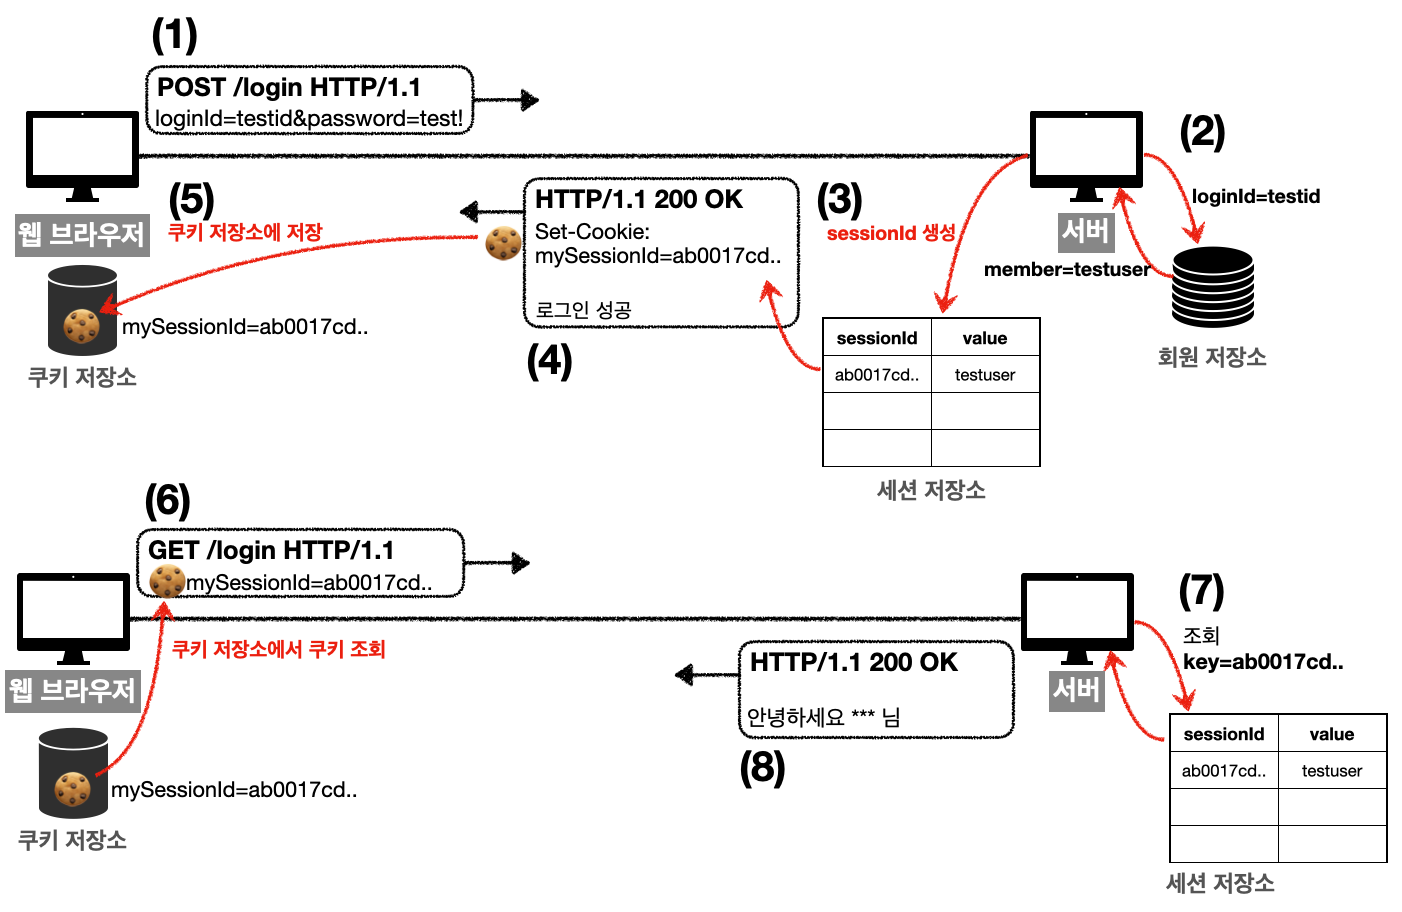 (1)
POST /login HTTP/1.1
loginId=testid&password=test!
웹 브라우저
서버
(2)
loginId=testid
member=testuser
회원 저장소
(3)
sessionId 생성
sessionId value
ab0017cd.. testuser
세션 저장소
HTTP/1.1 200 OK
Set-Cookie:
mySessionId=ab0017cd..
로그인 성공
(4)
(5)
쿠키 저장소에 저장
mySessionId=ab0017cd..
쿠키 저장소
(6)
GET /login HTTP/1.1
mySessionId=ab0017cd..
쿠키 저장소에서 쿠키 조회
웹 브라우저
mySessionId=ab0017cd..
쿠키 저장소
서버
(7)
조회
key=ab0017cd..
sessionId value
ab0017cd.. testuser
세션 저장소
HTTP/1.1 200 OK
안녕하세요 *** 님
(8)